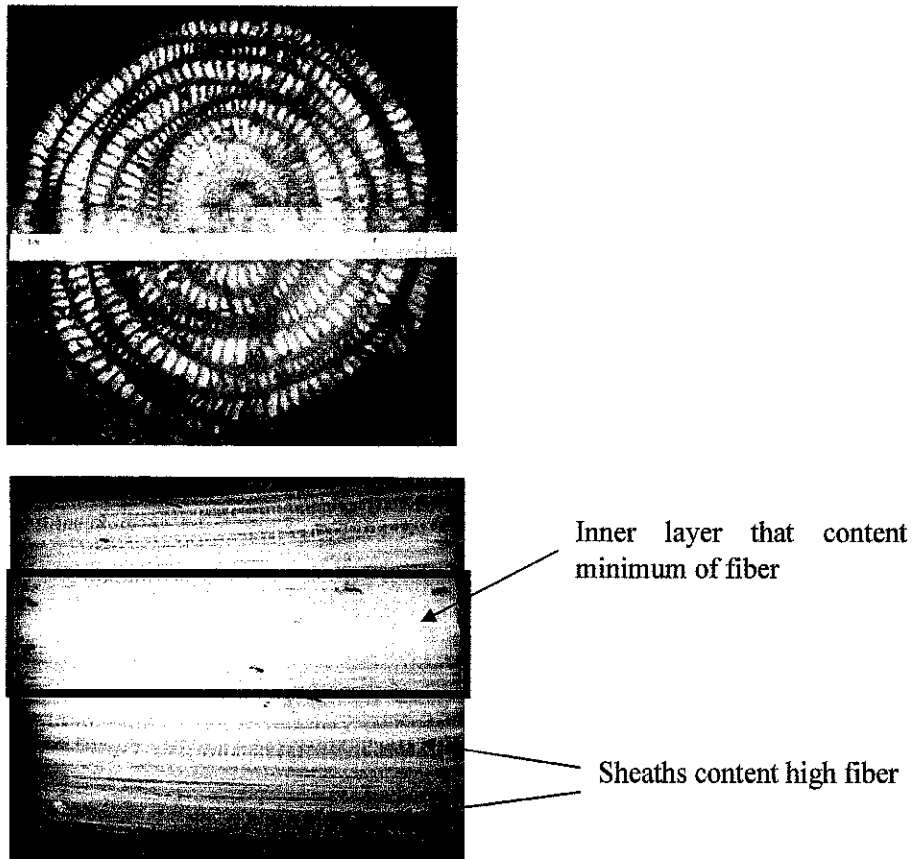 Inner layer that content
minimum of fiber
Sheaths content high fiber